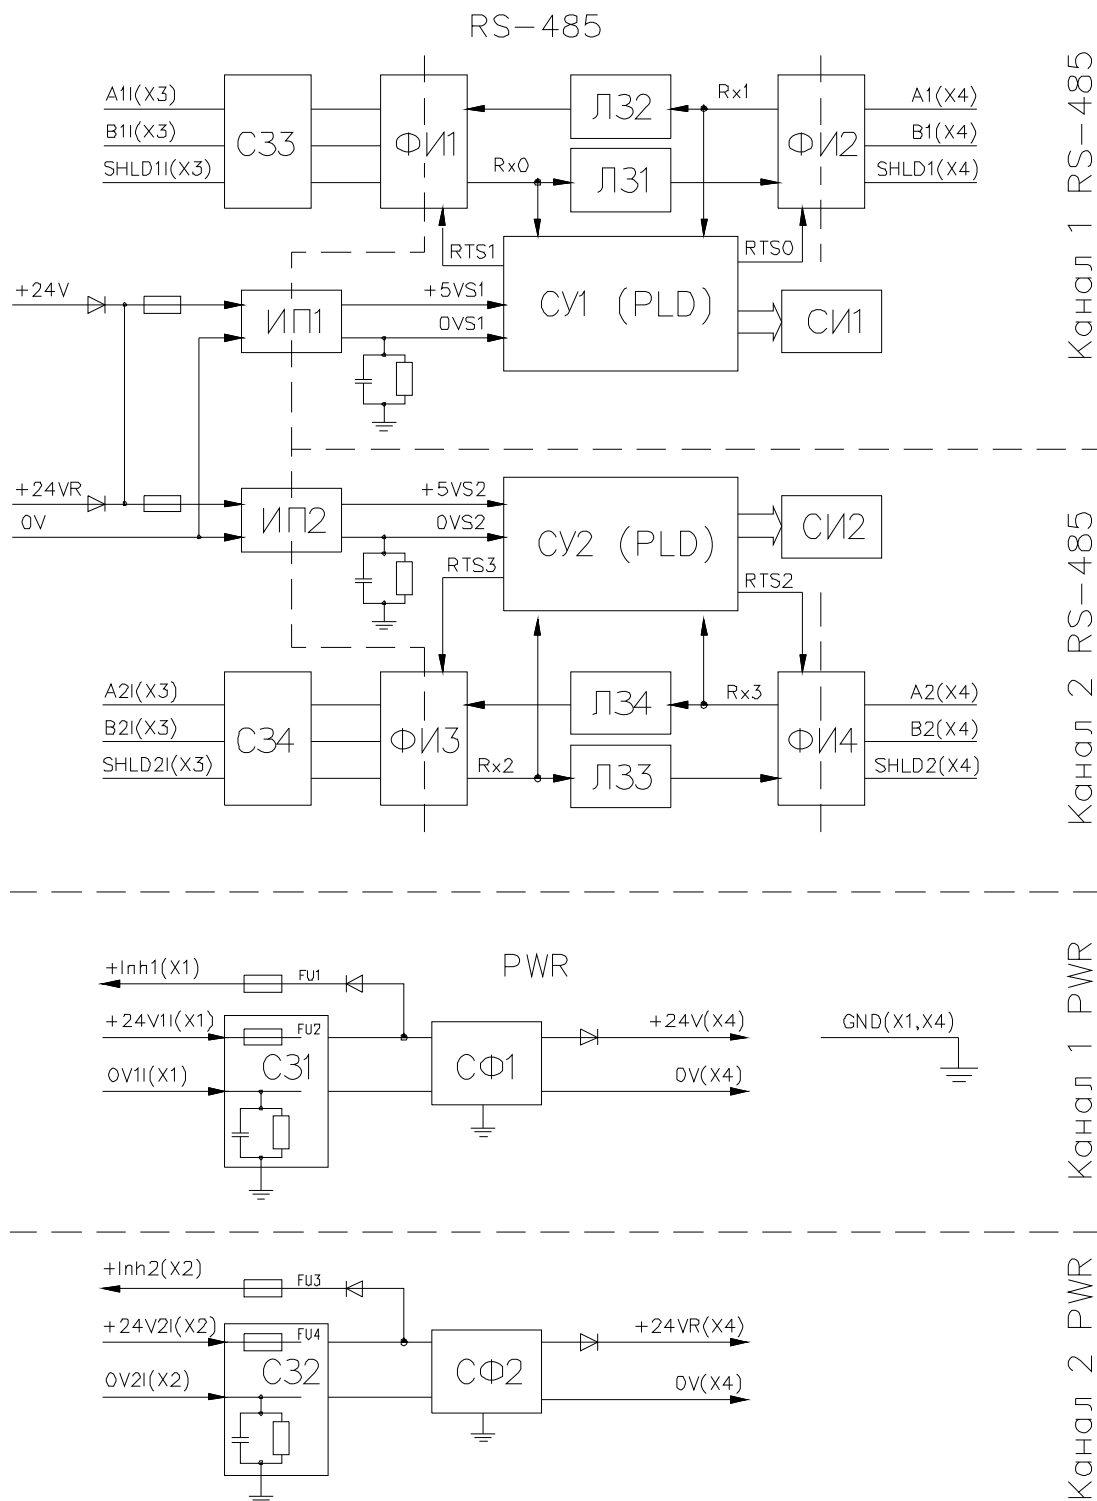 RS-485
A1I(X3)
B1I(X3)
SHLD1I(X3)
СЗ3
ФИ1
ЛЗ2
Rx1
ФИ2
A1(X4)
B1(X4)
SHLD1(X4)
Rx0
ЛЗ1
RTS1
RTS0
+24V
ИП1
+5VS1
0VS1
СУ1 (PLD)
СИ1
Канал 1 RS-485
+24VR
0V
ИП2
+5VS2
0VS2
СУ2 (PLD)
СИ2
RTS3
RTS2
A2I(X3)
B2I(X3)
SHLD2I(X3)
СЗ4
ФИ3
ЛЗ4
Rx3
ФИ4
A2(X4)
B2(X4)
SHLD2(X4)
Rx2
ЛЗ3
Канал 2 RS-485
PWR
+Inh1(X1)
FU1
+24V1I(X1)
FU2
СЗ1
0V1I(X1)
СФ1
+24V(X4)
0V(X4)
GND(X1,X4)
Канал 1 PWR
+Inh2(X2)
FU3
+24V2I(X2)
FU4
СЗ2
0V2I(X2)
СФ2
+24VR(X4)
0V(X4)
Канал 2 PWR